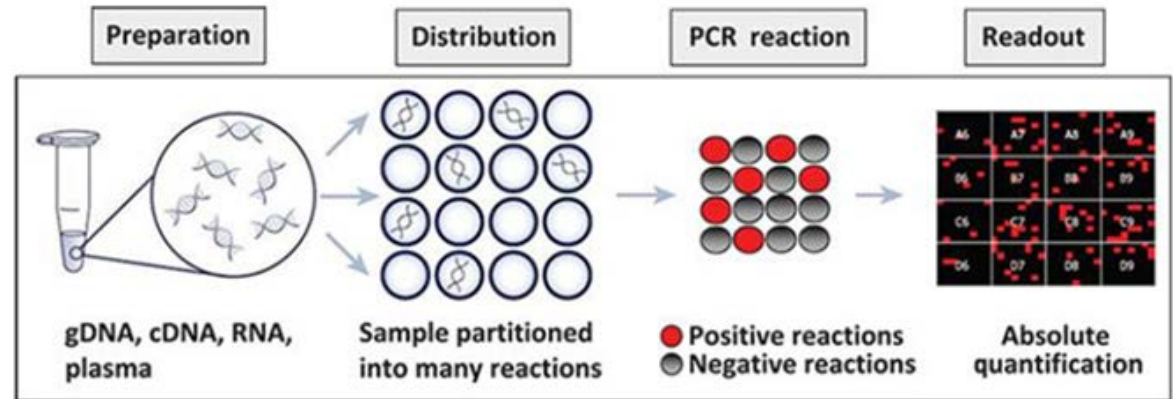 Preparation
Distribution
PCR reaction
Readout
A6 A7 A8 A9
B7 B8 B9
C6 C7 C8 C9
D6 D7 D8 D9
gDNA, cDNA, RNA,
plasma
Sample partitioned
into many reactions
Positive reactions
Negative reactions
Absolute
quantification